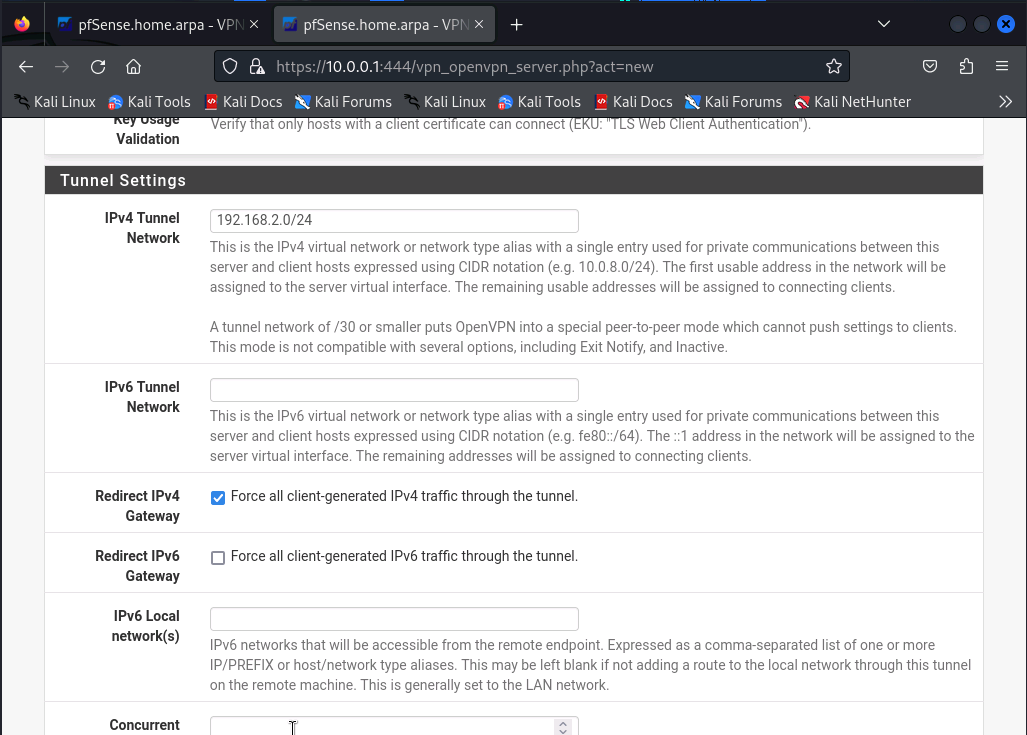 pfSense.home.arpa - VPN
pfSense.home.arpa - VPN
https://10.0.0.1:444/vpn_openvpn_server.php?act=new
Kali Linux Kali Tools Kali Docs Kali Forums Kali Linux Kali Tools Kali Docs Kali Forums Kali NetHunter
Key Usage
Validation
Verify that only hosts with a client certificate can connect (EKU: "TLS Web Client Authentication").
Tunnel Settings
IPv4 Tunnel
Network
192.168.2.0/24
This is the IPv4 virtual network or network type alias with a single entry used for private communications between this
server and client hosts expressed using CIDR notation (e.g. 10.0.8.0/24). The first usable address in the network will be
assigned to the server virtual interface. The remaining usable addresses will be assigned to connecting clients.
A tunnel network of /30 or smaller puts OpenVPN into a special peer-to-peer mode which cannot push settings to clients.
This mode is not compatible with several options, including Exit Notify, and Inactive.
IPv6 Tunnel
Network
This is the IPv6 virtual network or network type alias with a single entry used for private communications between this
server and client hosts expressed using CIDR notation (e.g. fe80::/64). The ::1 address in the network will be assigned to the
server virtual interface. The remaining addresses will be assigned to connecting clients.
Redirect IPv4
Gateway
Force all client-generated IPv4 traffic through the tunnel.
Redirect IPv6
Gateway
Force all client-generated IPv6 traffic through the tunnel.
IPv6 Local
network(s)
IPv6 networks that will be accessible from the remote endpoint. Expressed as a comma-separated list of one or more
IP/PREFIX or host/network type aliases. This may be left blank if not adding a route to the local network through this tunnel
on the remote machine. This is generally set to the LAN network.
Concurrent